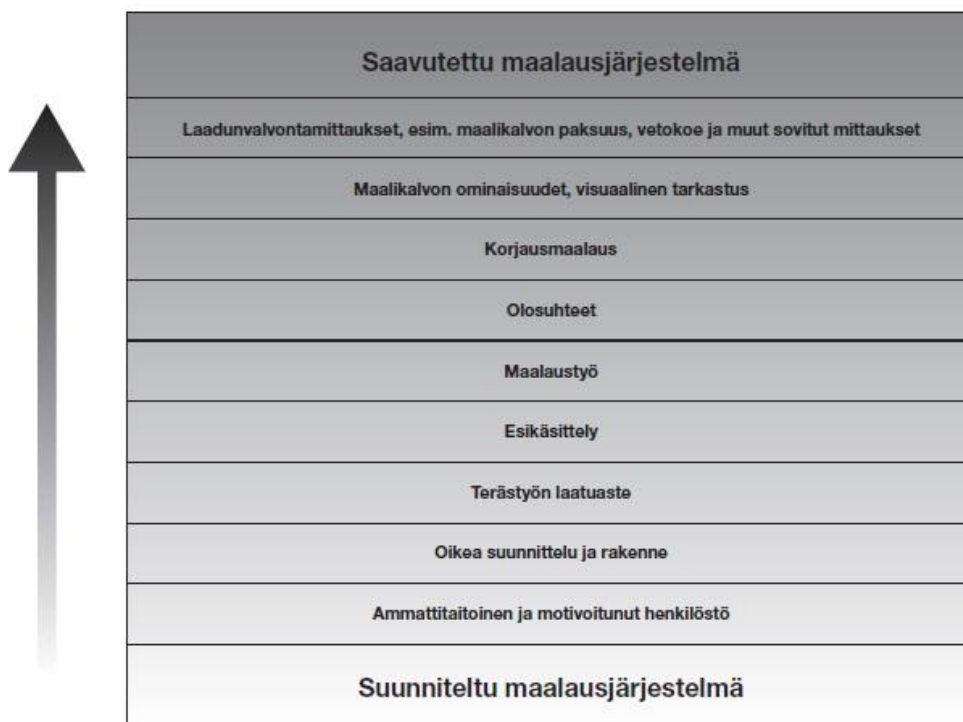 Saavutettu maalausjärjestelmä
Laadunvalvontamittaukset, esim. maalikalvon paksuus, vetokoe ja muut sovitut mittaukset
Maalikalvon ominaisuudet, visuaalinen tarkastus
Korjausmaalaus
Olosuhteet
Maalaustyö
Esikäsittely
Terästyön laatuaste
Oikea suunnittelu ja rakenne
Ammattitaitoinen ja motivoitunut henkilöstö
Suunniteltu maalausjärjestelmä